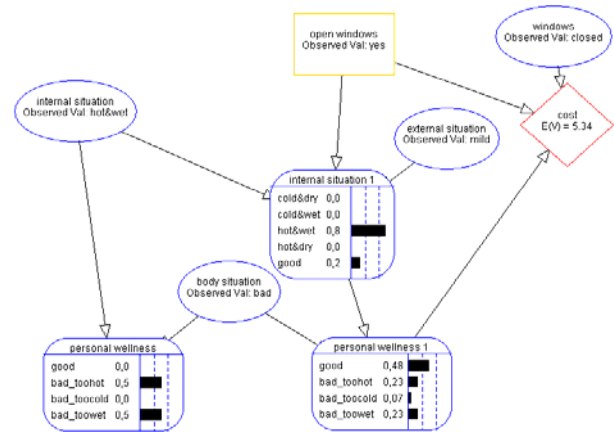 windows
Observed Val: closed
open windows
Observed Val: yes
internal situation
Observed Val: hot&wet
external situation
Observed Val: mild
cost
E(V) = 5.34
internal situation 1
cold&dry 0,0
cold&wet 0,0
hot&wet 0,8
hot&dry 0,0
good 0,2
body situation
Observed Val: bad
personal wellness
good 0,0
bad_toohot 0,5
bad_toocold 0,0
bad_toowet 0,5
personal wellness 1
good 0,48
bad_toohot 0,23
bad_toocold 0,07
bad_toowet 0,23